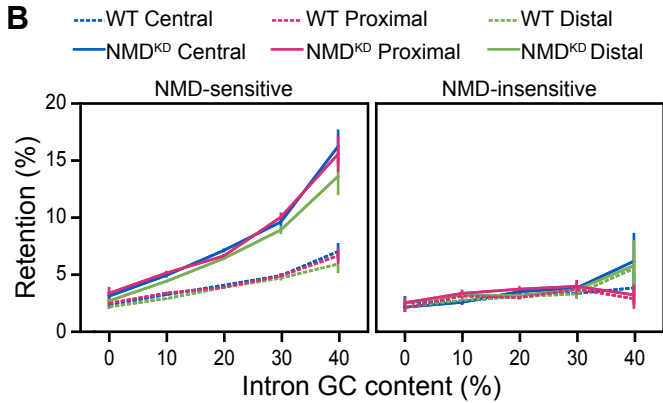 B
WT Central WT Proximal WT Distal
NMDᴷᴰ Central NMDᴷᴰ Proximal NMDᴷᴰ Distal
NMD-sensitive NMD-insensitive
20
15
10
5
0
Retention (%)
0 10 20 30 40 0 10 20 30 40
Intron GC content (%)